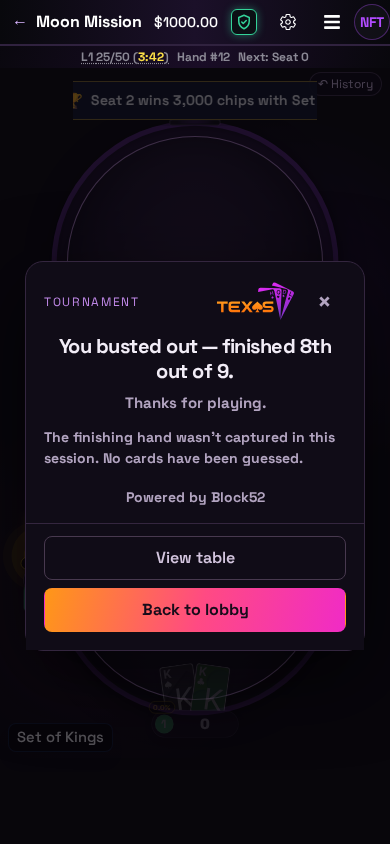 ← Moon Mission $1000.00 NFT
L1 25/50 (3:42) Hand #12 Next: Seat 0
↶ History
Seat 2 wins 3,000 chips with Set
TOURNAMENT
TEXAS
×
You busted out — finished 8th
out of 9.
Thanks for playing.
The finishing hand wasn't captured in this
session. No cards have been guessed.
Powered by Block52
View table
Back to lobby
K K
K K
1 0
Set of Kings